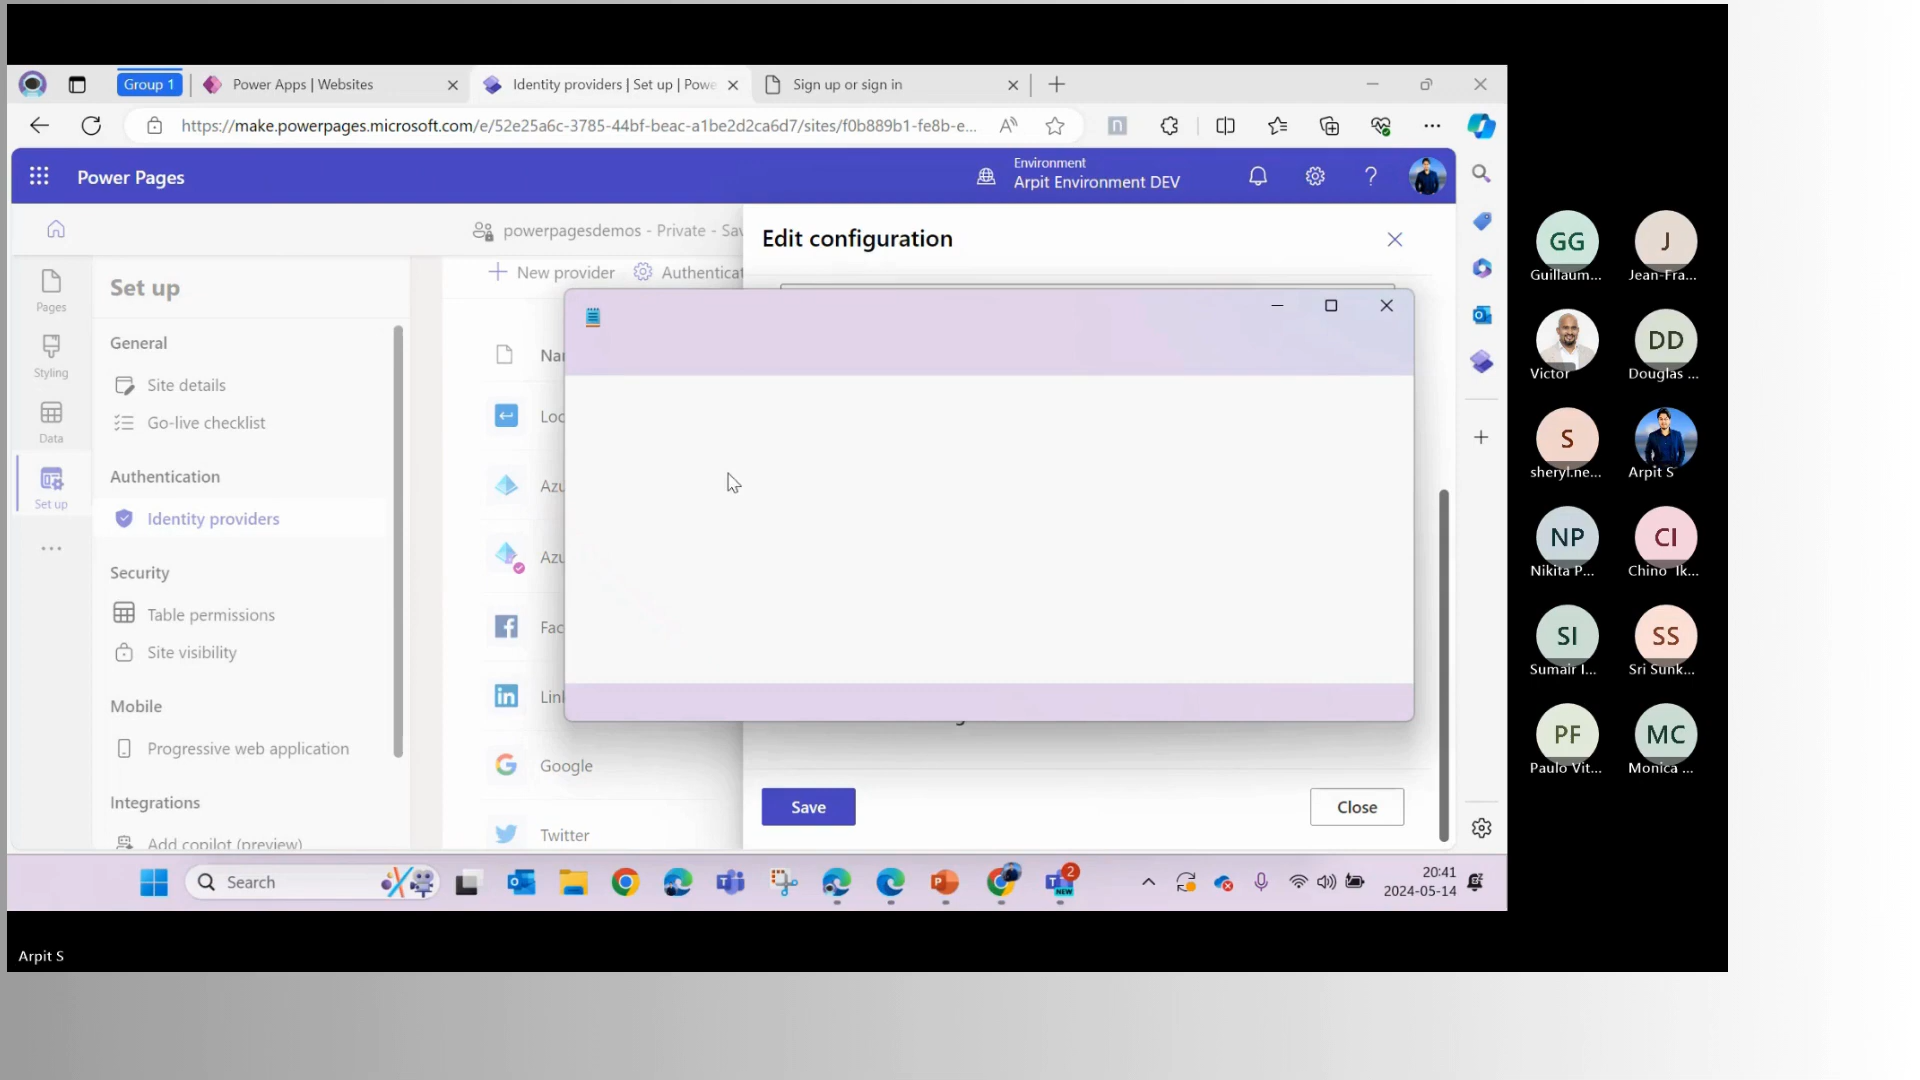 Group 1
Power Apps | Websites
Identity providers | Set up | Powe
Sign up or sign in
https://make.powerpages.microsoft.com/e/52e25a6c-3785-44bf-beac-a1be2d2ca6d7/sites/f0b889b1-fe8b-e...
Power Pages
Environment
Arpit Environment DEV
powerpagesdemos - Private - Sav
Edit configuration
Pages
Styling
Data
Set up
Set up
General
Site details
Go-live checklist
Authentication
Identity providers
Security
Table permissions
Site visibility
Mobile
Progressive web application
Integrations
Add copilot (preview)
New provider
Authenticat
Nar
Loc
Azu
Azu
Fac
Link
Google
Twitter
Save
Close
GG
Guillaum...
J
Jean-Fra...
Victor
DD
Douglas ...
S
sheryl.ne...
Arpit S
NP
Nikita P...
CI
Chino Ik...
SI
Sumair I...
SS
Sri Sunk...
PF
Paulo Vit...
MC
Monica ...
Search
NEW
2
20:41
2024-05-14
Arpit S